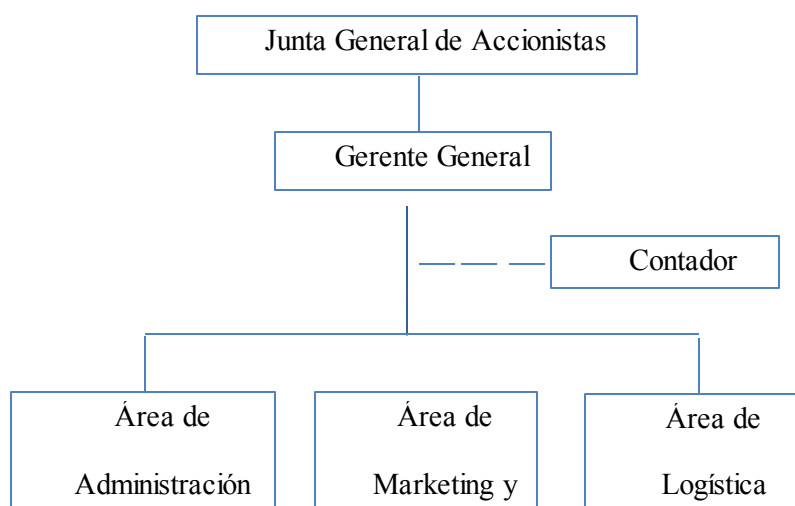 Junta General de Accionistas
Gerente General
Contador
Área de
Administración
Área de
Marketing y
Área de
Logística